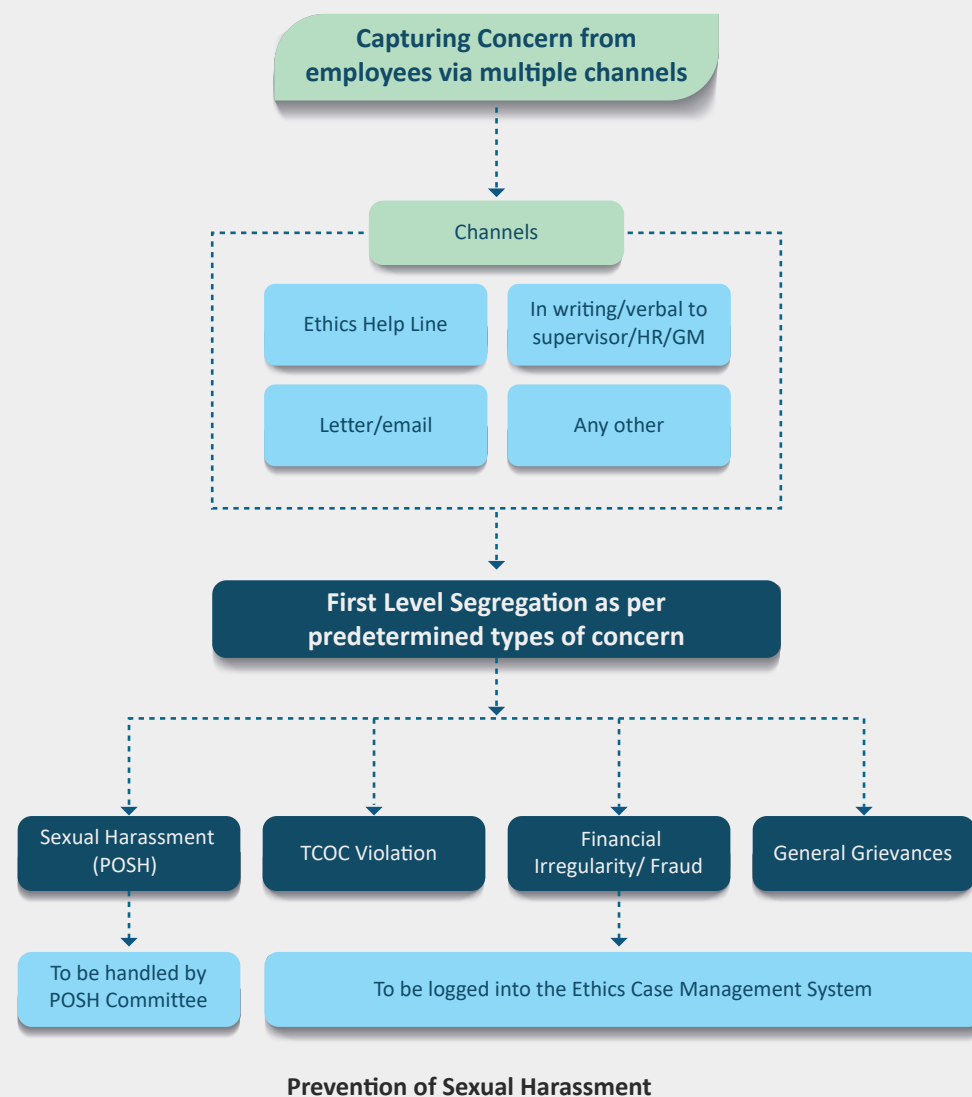 Capturing Concern from
employees via multiple channels
Channels
Ethics Help Line
In writing/verbal to
supervisor/HR/GM
Letter/email
Any other
First Level Segregation as per
predetermined types of concern
Sexual Harassment
(POSH)
TCOC Violation
Financial
Irregularity/ Fraud
General Grievances
To be handled by
POSH Committee
To be logged into the Ethics Case Management System
Prevention of Sexual Harassment